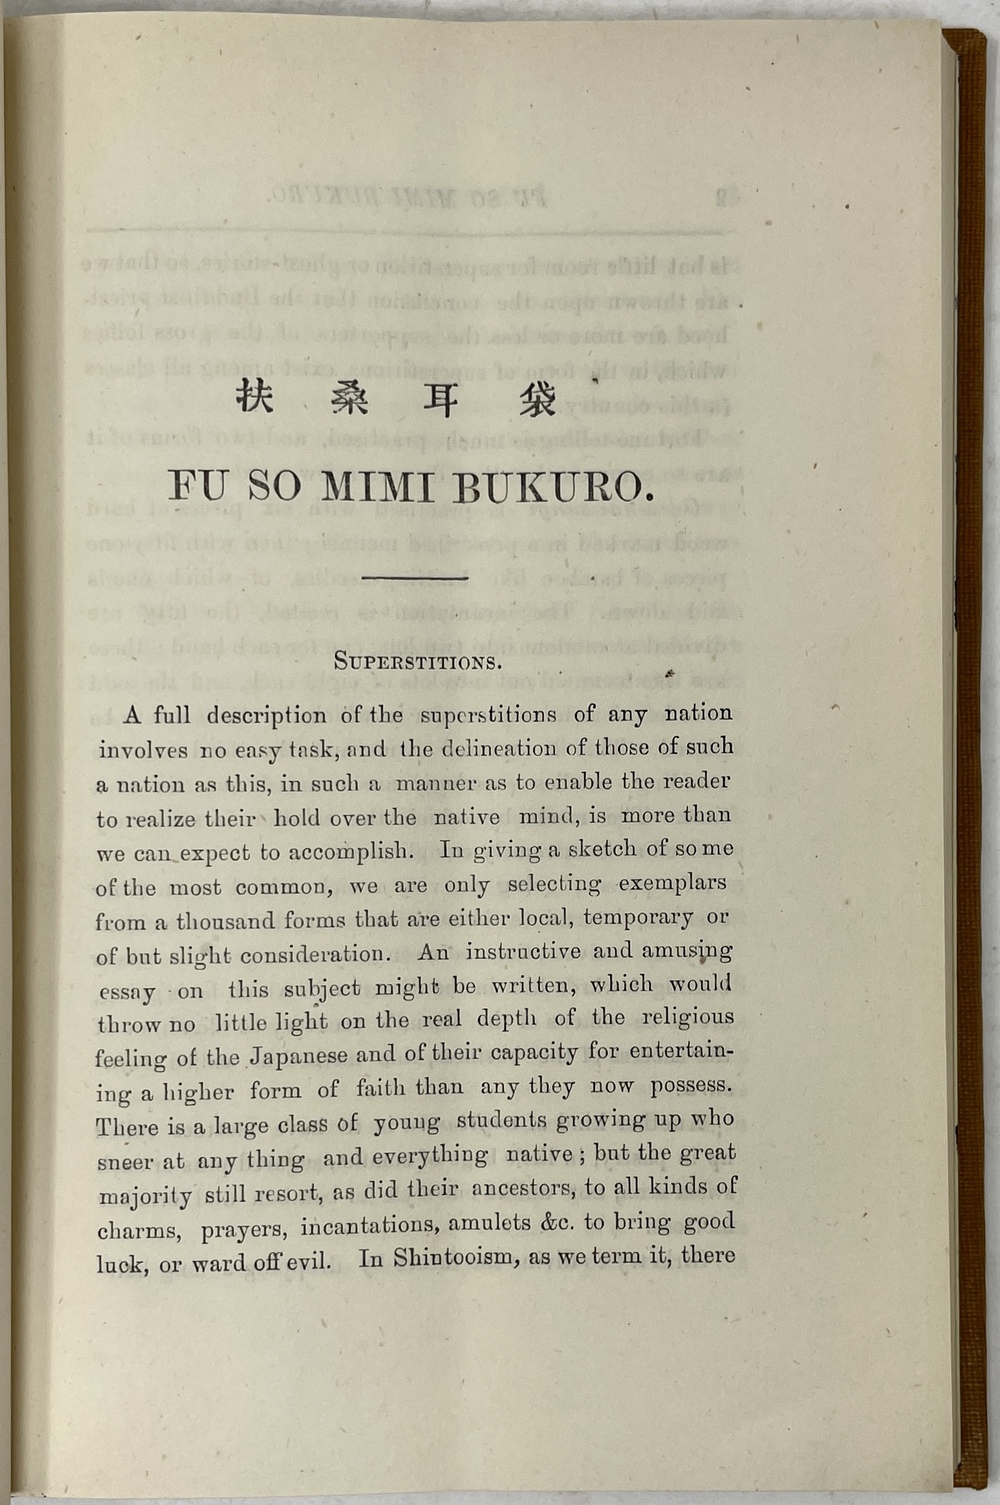 扶桑耳袋
FU SO MIMI BUKURO.
SUPERSTITIONS.
A full description of the superstitions of any nation
involves no easy task, and the delineation of those of such
a nation as this, in such a manner as to enable the reader
to realize their hold over the native mind, is more than
we can expect to accomplish. In giving a sketch of some
of the most common, we are only selecting exemplars
from a thousand forms that are either local, temporary or
of but slight consideration. An instructive and amusing
essay on this subject might be written, which would
throw no little light on the real depth of the religious
feeling of the Japanese and of their capacity for entertain-
ing a higher form of faith than any they now possess.
There is a large class of young students growing up who
sneer at any thing and everything native; but the great
majority still resort, as did their ancestors, to all kinds of
charms, prayers, incantations, amulets &c. to bring good
luck, or ward off evil. In Shintooism, as we term it, there